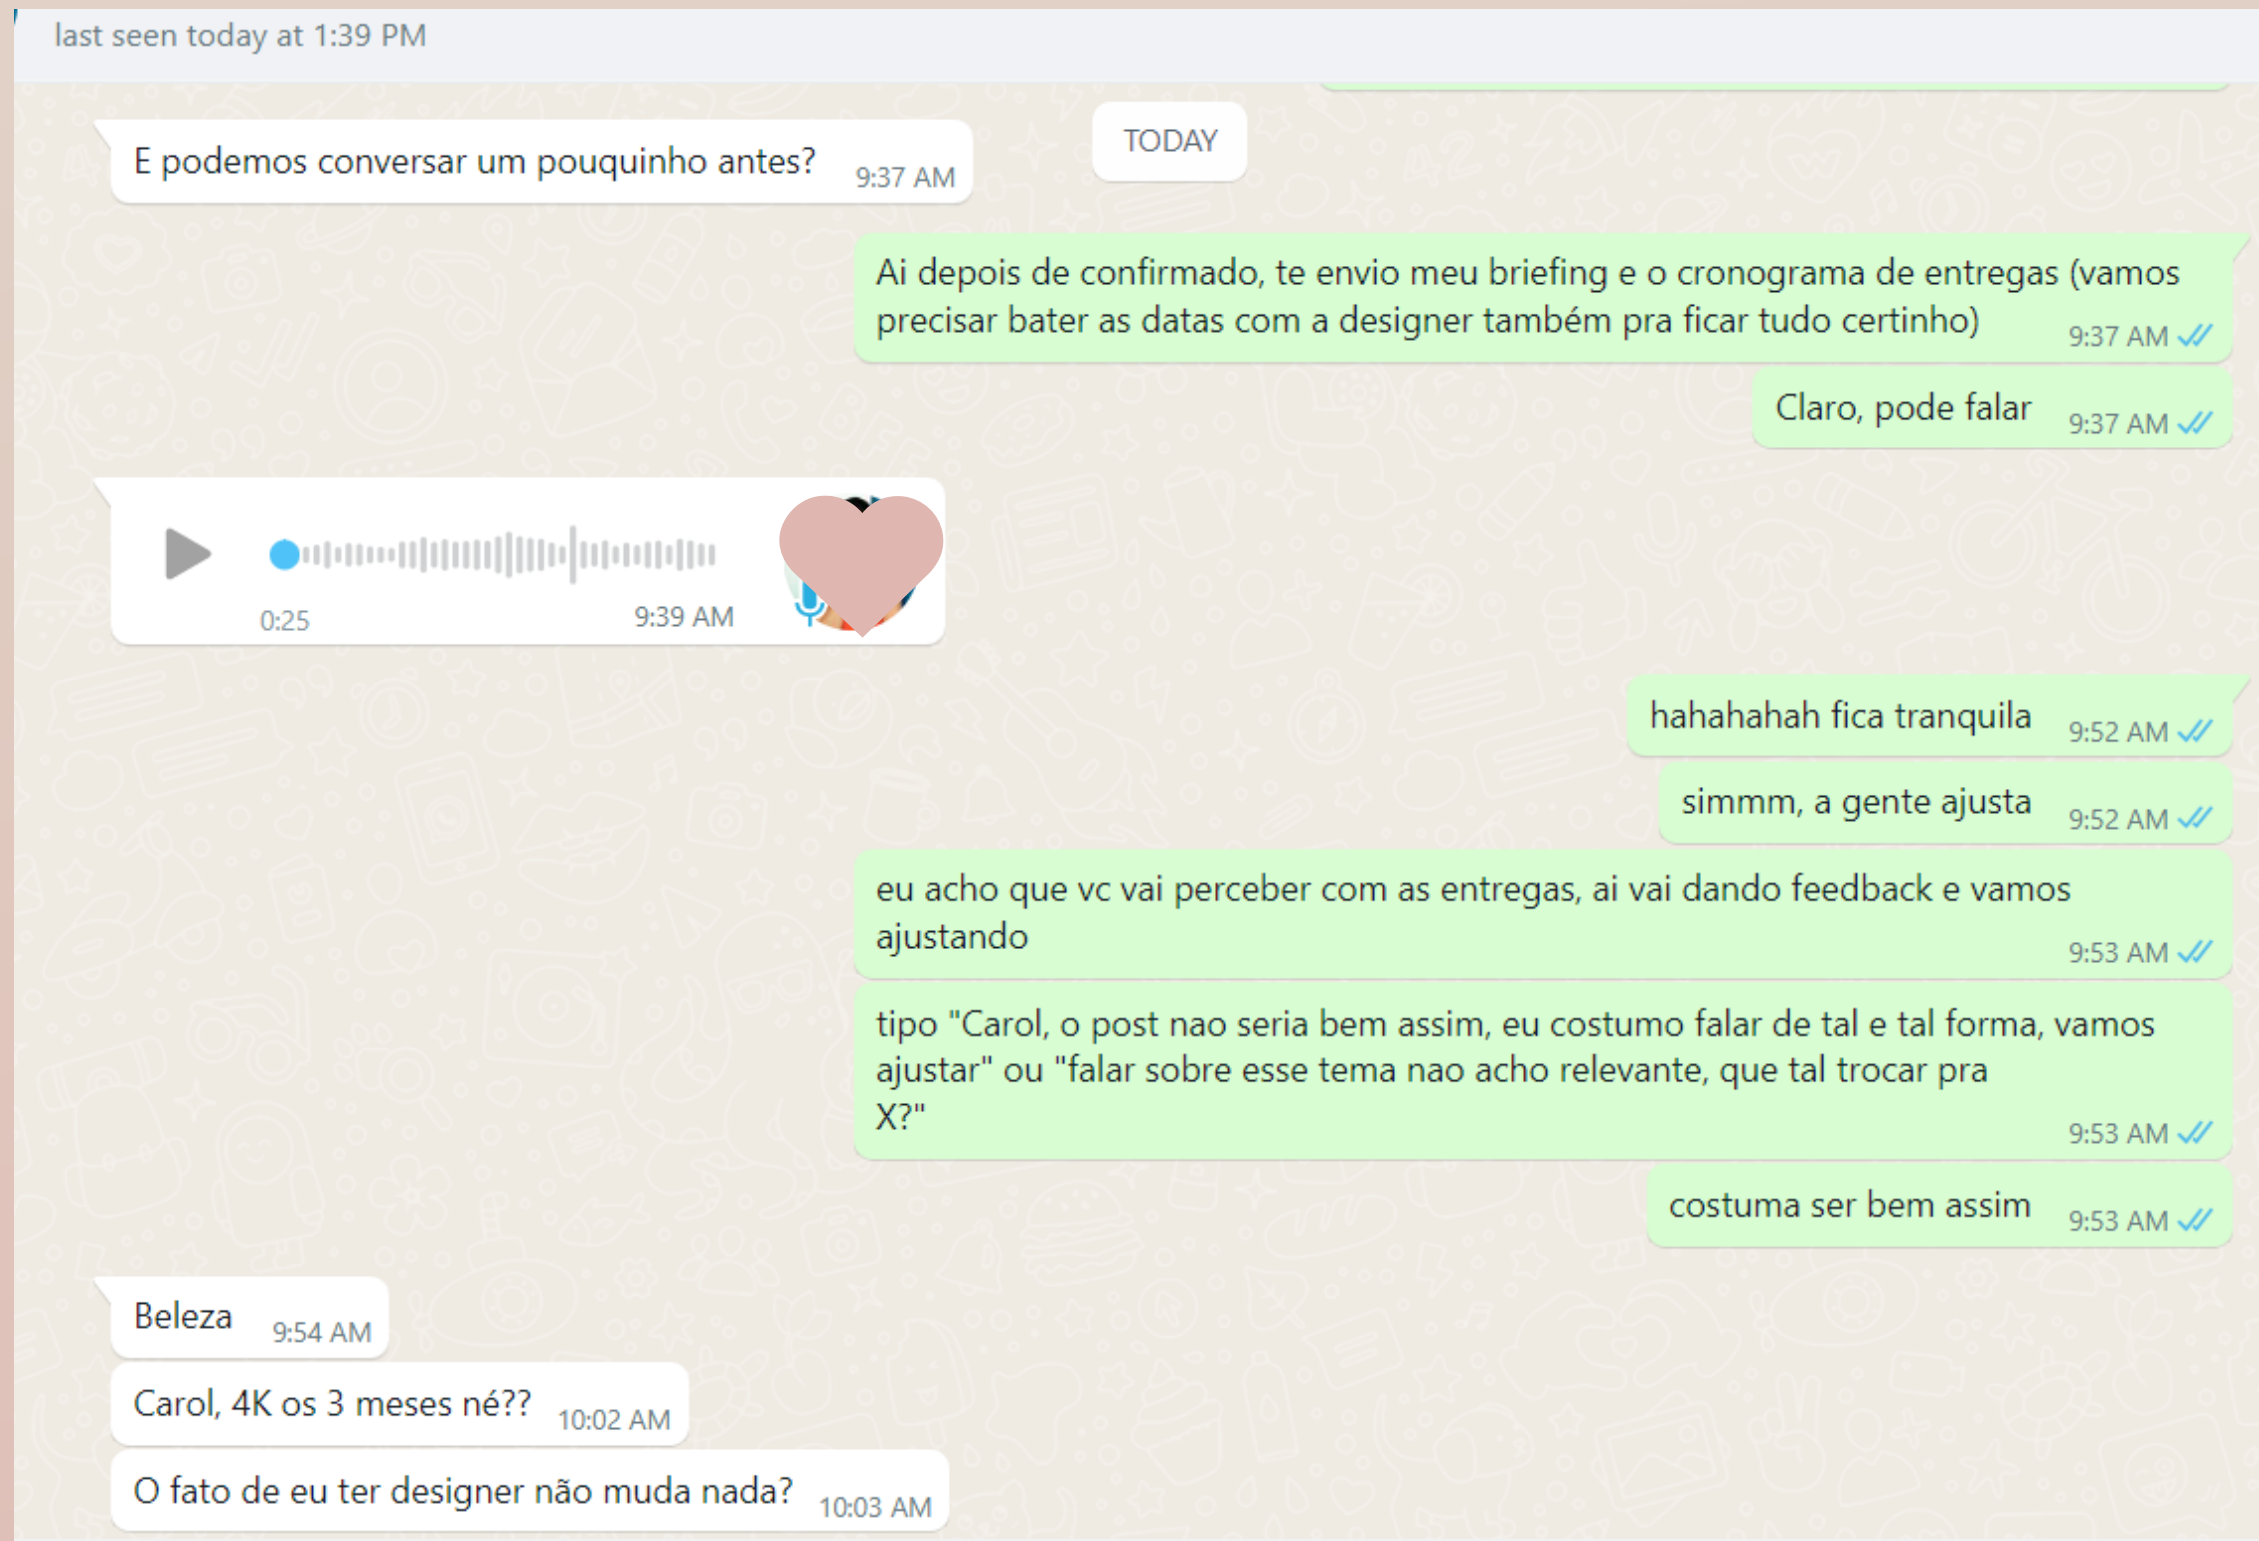 last seen today at 1:39 PM
TODAY
E podemos conversar um pouquinho antes?
9:37 AM
Ai depois de confirmado, te envio meu briefing e o cronograma de entregas (vamos
precisar bater as datas com a designer também pra ficar tudo certinho)
9:37 AM
Claro, pode falar
9:37 AM
0:25
9:39 AM
hahahahah fica tranquila
9:52 AM
simmm, a gente ajusta
9:52 AM
eu acho que vc vai perceber com as entregas, ai vai dando feedback e vamos
ajustando
9:53 AM
tipo "Carol, o post nao seria bem assim, eu costumo falar de tal e tal forma, vamos
ajustar" ou "falar sobre esse tema nao acho relevante, que tal trocar pra
X?"
9:53 AM
costuma ser bem assim
9:53 AM
Beleza
9:54 AM
Carol, 4K os 3 meses né??
10:02 AM
O fato de eu ter designer não muda nada?
10:03 AM